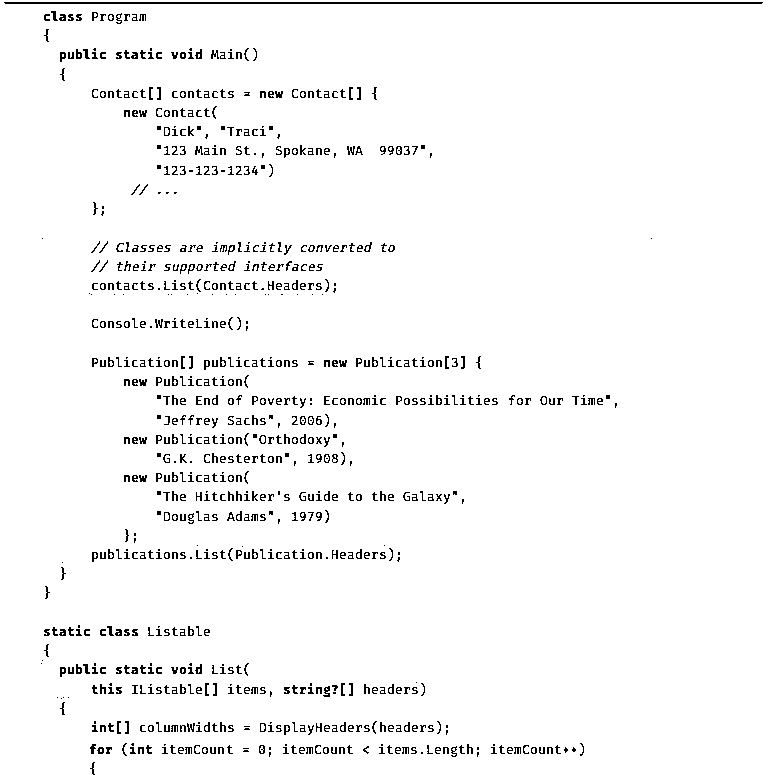 class Program
{
  public static void Main()
  {
      Contact[] contacts = new Contact[] {
          new Contact(
              "Dick", "Traci",
              "123 Main St., Spokane, WA  99037",
              "123-123-1234")
           // ...
      };

      // Classes are implicitly converted to
      // their supported interfaces
      contacts.List(Contact.Headers);

      Console.WriteLine();

      Publication[] publications = new Publication[3] {
          new Publication(
              "The End of Poverty: Economic Possibilities for Our Time",
              "Jeffrey Sachs", 2006),
          new Publication("Orthodoxy",
              "G.K. Chesterton", 1908),
          new Publication(
              "The Hitchhiker's Guide to the Galaxy",
              "Douglas Adams", 1979)
          };
      publications.List(Publication.Headers);
  }
}

static class Listable
{
  public static void List(
      this IListable[] items, string?[] headers)
  {
      int[] columnWidths = DisplayHeaders(headers);
      for (int itemCount = 0; itemCount < items.Length; itemCount++)
      {